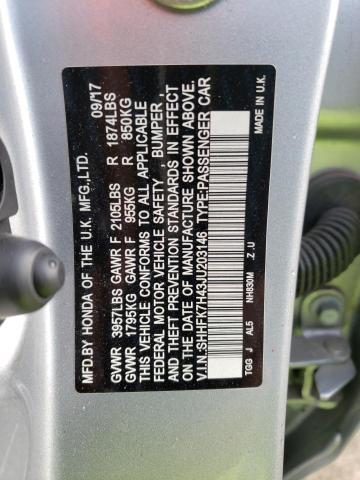 MFD.BY HONDA OF THE U.K. MFG.,LTD. 09/17
GVWR 3957LBS GAWR F 2105LBS R 1874LBS
GVWR 1795KG GAWR F 955KG R 850KG
THIS VEHICLE CONFORMS TO ALL APPLICABLE
FEDERAL MOTOR VEHICLE SAFETY, BUMPER,
AND THEFT PREVENTION STANDARDS IN EFFECT
ON THE DATE OF MANUFACTURE SHOWN ABOVE.
V.I.N.:SHHFK7H43JU203146 TYPE:PASSENGER CAR
TGG J AL5 NH830M .Z.U MADE IN U.K.